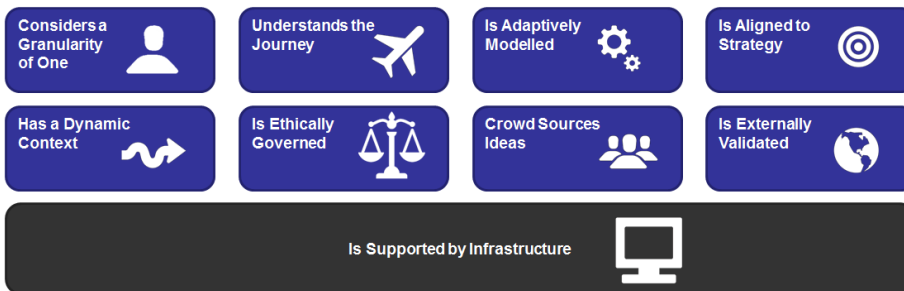 Considers a
Granularity
of One
Understands the
Journey
Is Adaptively
Modelled
Is Aligned to
Strategy
Has a Dynamic
Context
Is Ethically
Governed
Crowd Sources
Ideas
Is Externally
Validated
Is Supported by Infrastructure